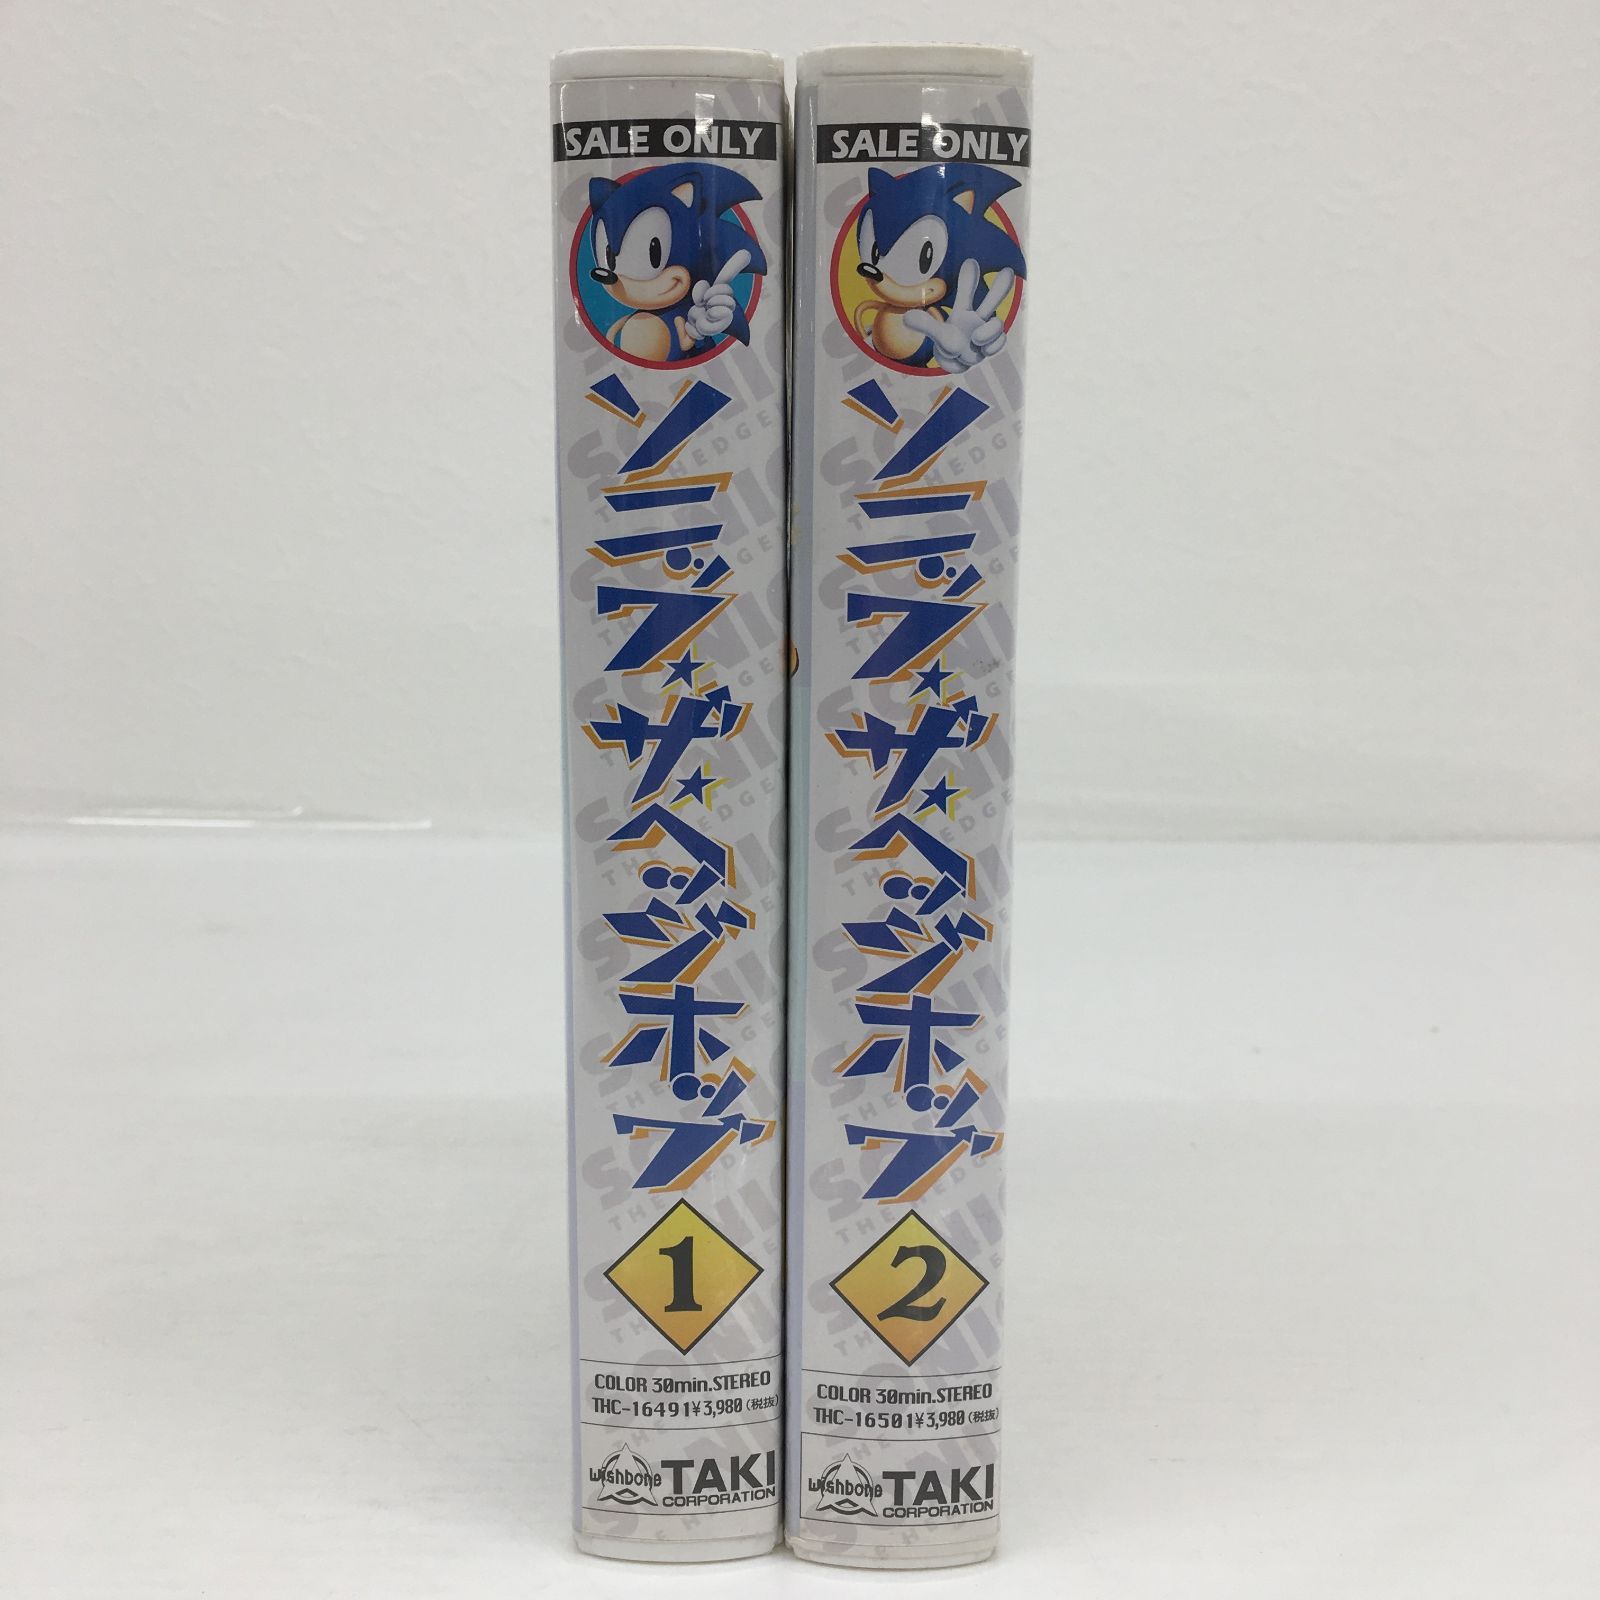 SALE ONLY
ソニック★ザ★ヘッジホッグ
1
COLOR 30min.STEREO
THC-16491 ¥3,980 (税抜)
Wishbone TAKI
CORPORATION
SALE ONLY
ソニック★ザ★ヘッジホッグ
2
COLOR 30min.STEREO
THC-16501 ¥3,980 (税抜)
Wishbone TAKI
CORPORATION